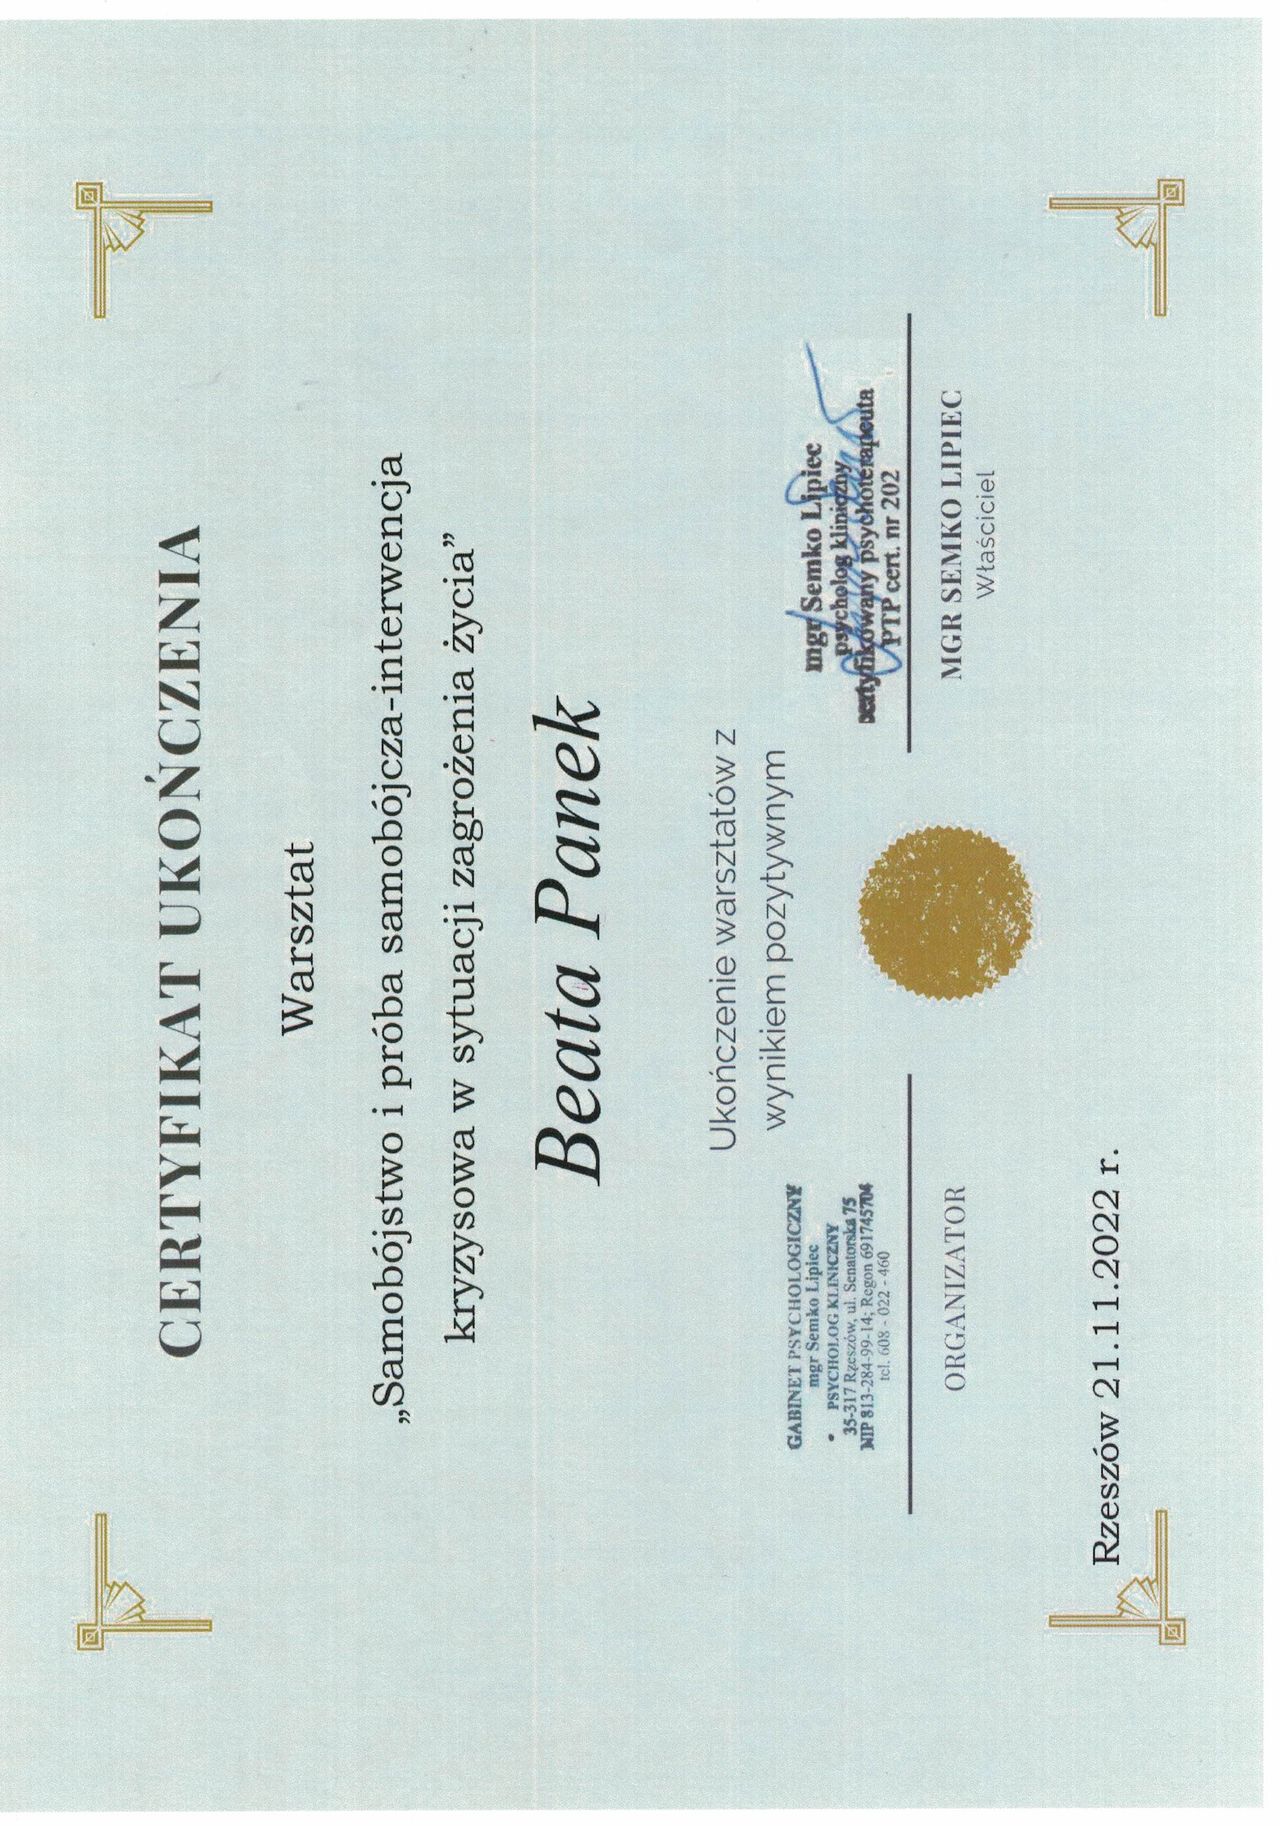 CERTYFIKAT UKOŃCZENIA
Warsztat
„Samobójstwo i próba samobójcza-interwencja
kryzysowa w sytuacji zagrożenia życia”
Beata Panek
Ukończenie warsztatów z
wynikiem pozytywnym
GABINET PSYCHOLOGICZNY
mgr Semko Lipiec
PSYCHOLOG KLINICZNY
35-317 Rzeszów, ul. Senatorska 75
NIP 813-284-99-14; Regon 691745704
tel. 608 - 022 - 460
ORGANIZATOR
mgr Semko Lipiec
psycholog kliniczny
certyfikowany psychoterapeuta
PTP cert. nr 202
MGR SEMKO LIPIEC
Właściciel
Rzeszów 21.11.2022 r.